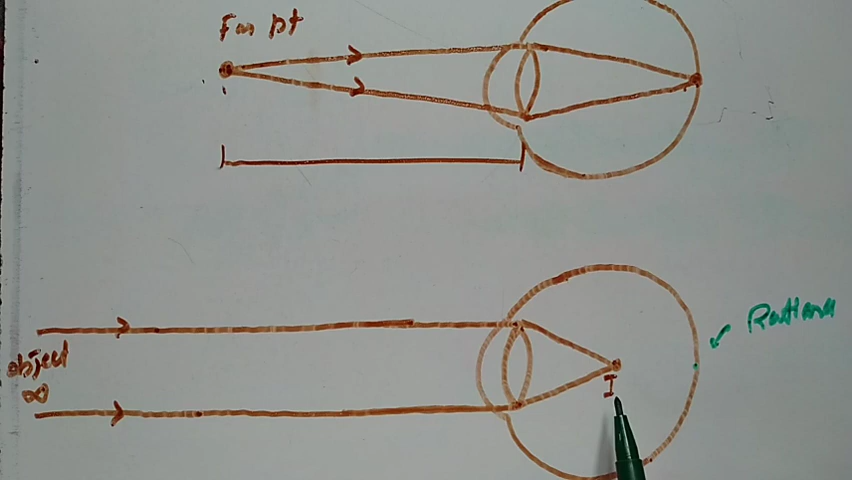 Far pt
object
∞
I
Retina